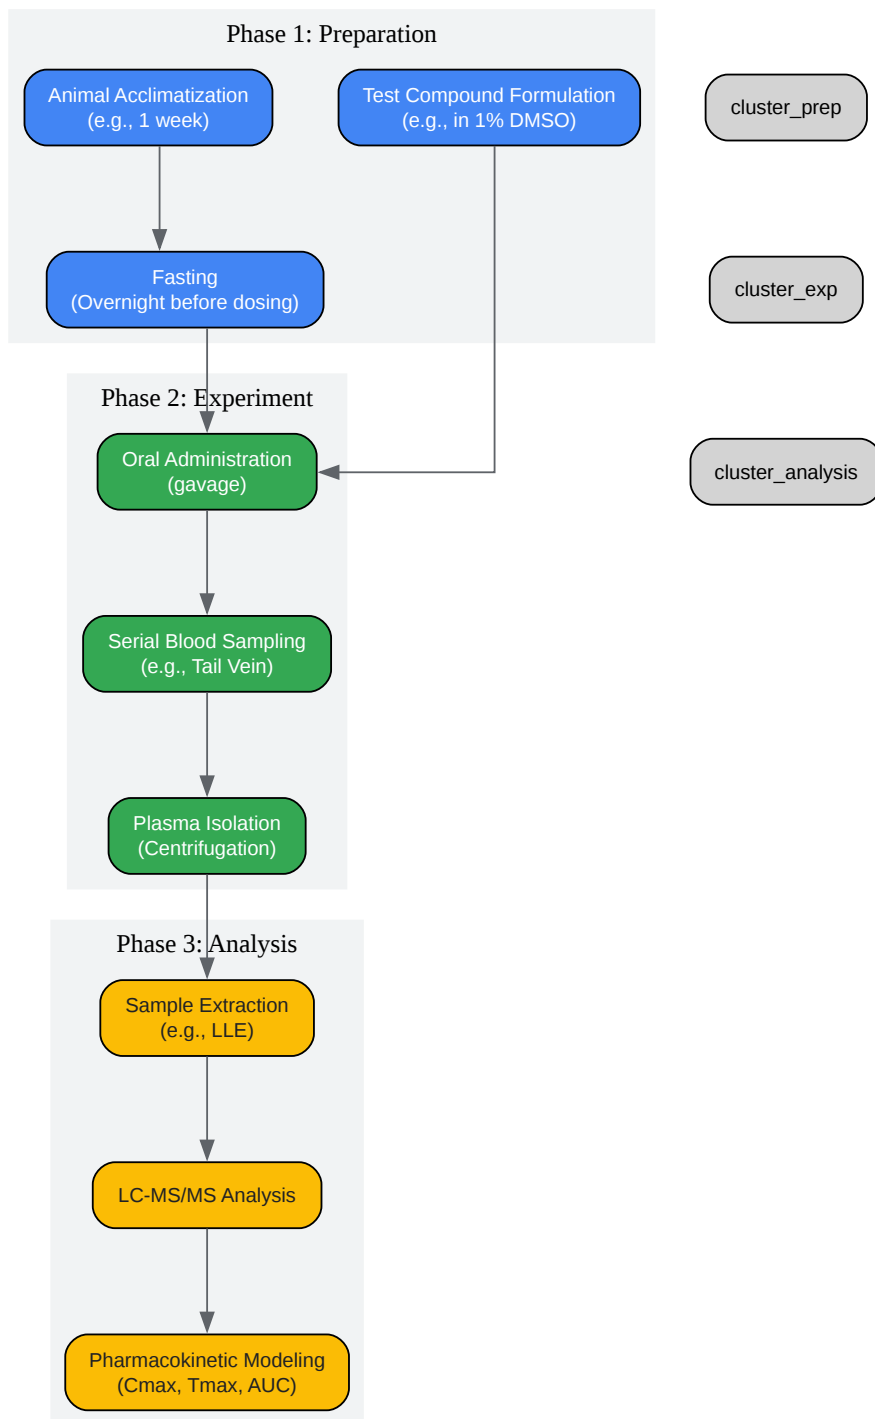 Phase 1: Preparation
Animal Acclimatization
(e.g., 1 week)
Test Compound Formulation
(e.g., in 1% DMSO)
cluster_prep
Fasting
(Overnight before dosing)
cluster_exp
Phase 2: Experiment
Oral Administration
(gavage)
cluster_analysis
Serial Blood Sampling
(e.g., Tail Vein)
Plasma Isolation
(Centrifugation)
Phase 3: Analysis
Sample Extraction
(e.g., LLE)
LC-MS/MS Analysis
Pharmacokinetic Modeling
(Cmax, Tmax, AUC)